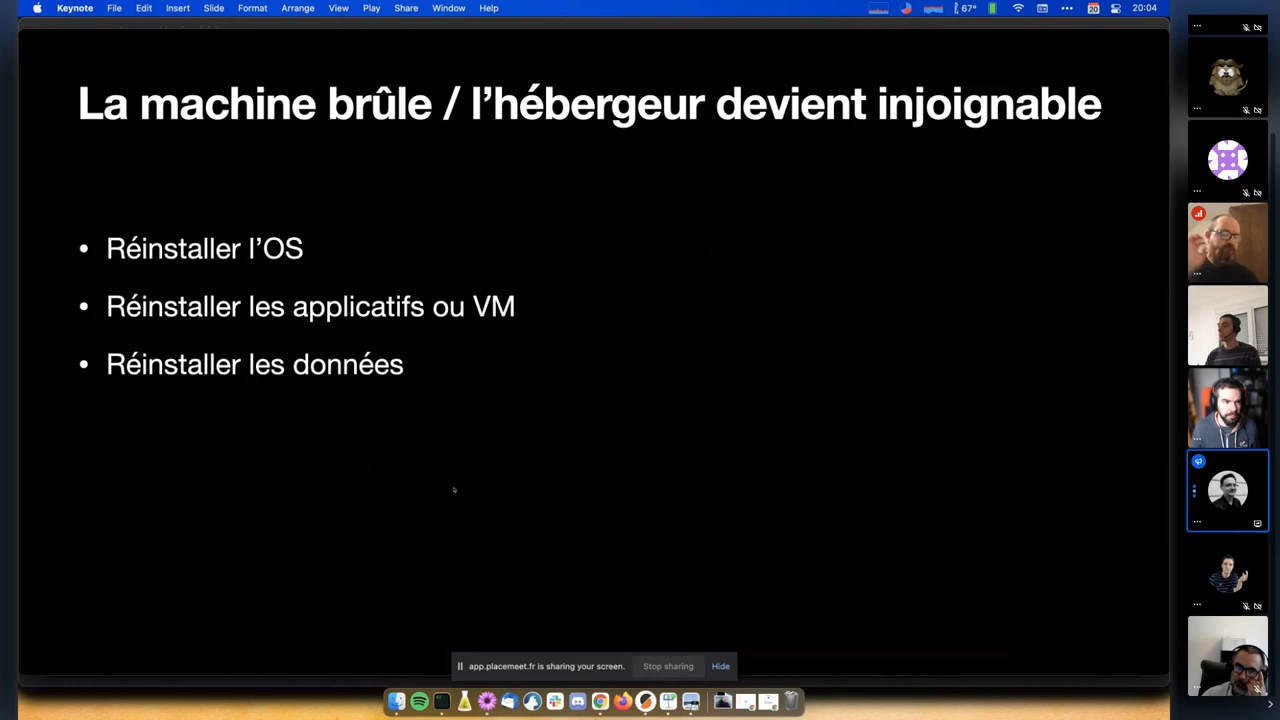 Keynote File Edit Insert Slide Format Arrange View Play Share Window Help 67° 20 20:04
La machine brûle / l’hébergeur devient injoignable
• Réinstaller l’OS
• Réinstaller les applicatifs ou VM
• Réinstaller les données
app.placemeet.fr is sharing your screen. Stop sharing Hide